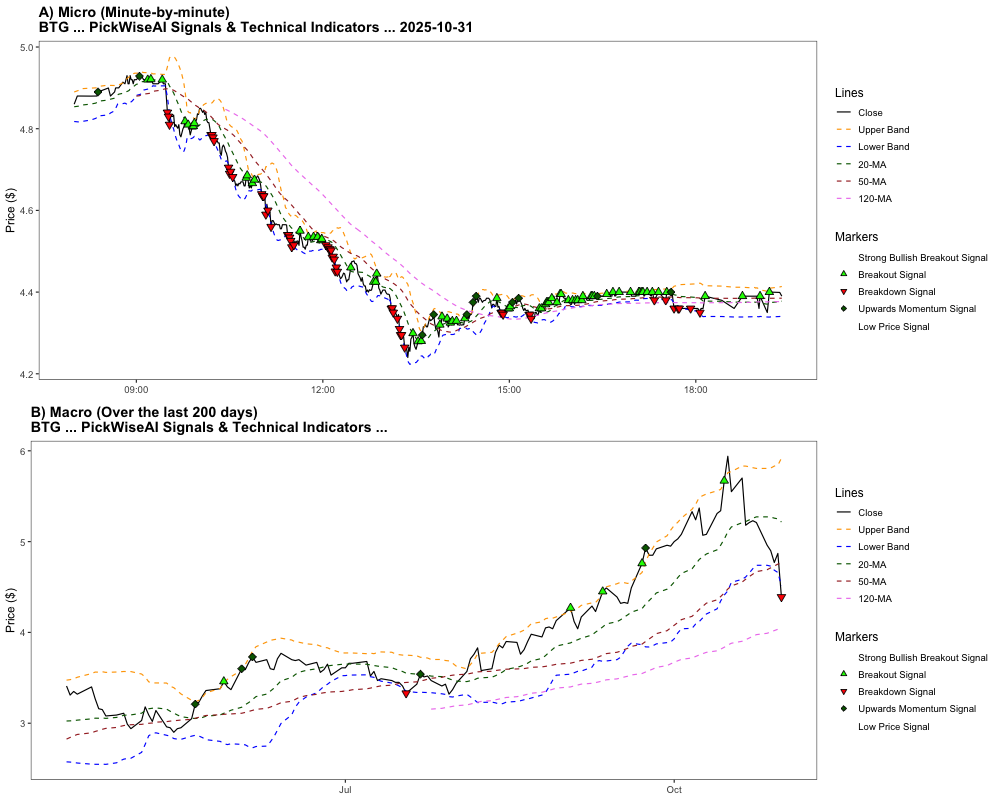 A) Micro (Minute-by-minute)
BTG ... PickWiseAI Signals & Technical Indicators ... 2025-10-31
Price ($)
5.0
4.8
4.6
4.4
4.2
09:00
12:00
15:00
18:00
Lines
Close
Upper Band
Lower Band
20-MA
50-MA
120-MA
Markers
Strong Bullish Breakout Signal
Breakout Signal
Breakdown Signal
Upwards Momentum Signal
Low Price Signal
B) Macro (Over the last 200 days)
BTG ... PickWiseAI Signals & Technical Indicators ...
Price ($)
6
5
4
3
Jul
Oct
Lines
Close
Upper Band
Lower Band
20-MA
50-MA
120-MA
Markers
Strong Bullish Breakout Signal
Breakout Signal
Breakdown Signal
Upwards Momentum Signal
Low Price Signal